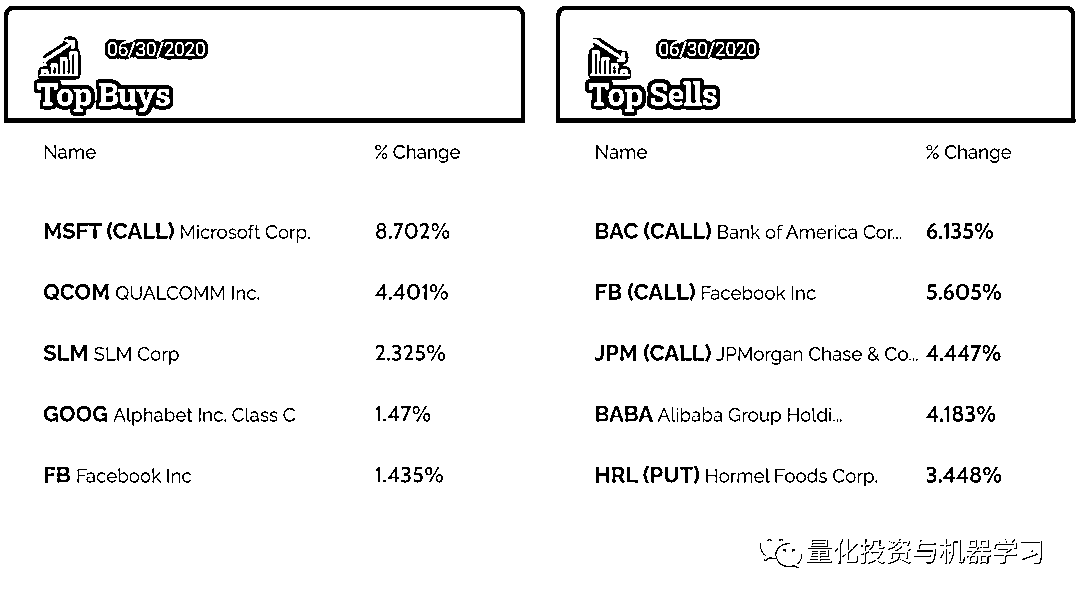 06/30/2020
Top Buys
Name % Change
MSFT (CALL) Microsoft Corp. 8.702%
QCOM QUALCOMM Inc. 4.401%
SLM SLM Corp 2.325%
GOOG Alphabet Inc. Class C 1.47%
FB Facebook Inc 1.435%
06/30/2020
Top Sells
Name % Change
BAC (CALL) Bank of America Cor... 6.135%
FB (CALL) Facebook Inc 5.605%
JPM (CALL) JPMorgan Chase & Co... 4.447%
BABA Alibaba Group Holdi... 4.183%
HRL (PUT) Hormel Foods Corp. 3.448%
量化投资与机器学习